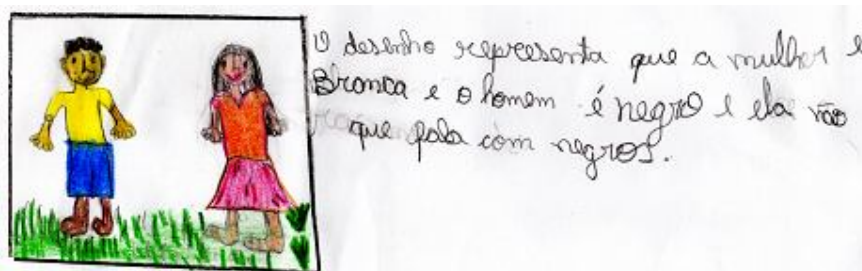 O desenho representa que a mulher e
Branca e o homem é negro e ela não
que fala com negros.